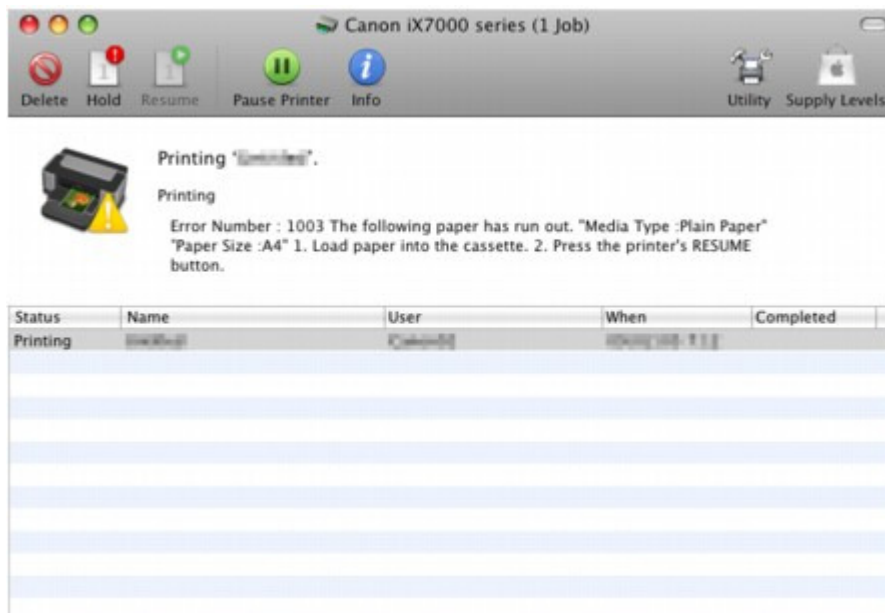 Canon iX7000 series (1 Job)
Delete Hold Resume Pause Printer Info Utility Supply Levels
Printing "
Printing
Error Number : 1003 The following paper has run out. "Media Type :Plain Paper"
"Paper Size :A4" 1. Load paper into the cassette. 2. Press the printer's RESUME
button.
Status Name User When Completed
Printing